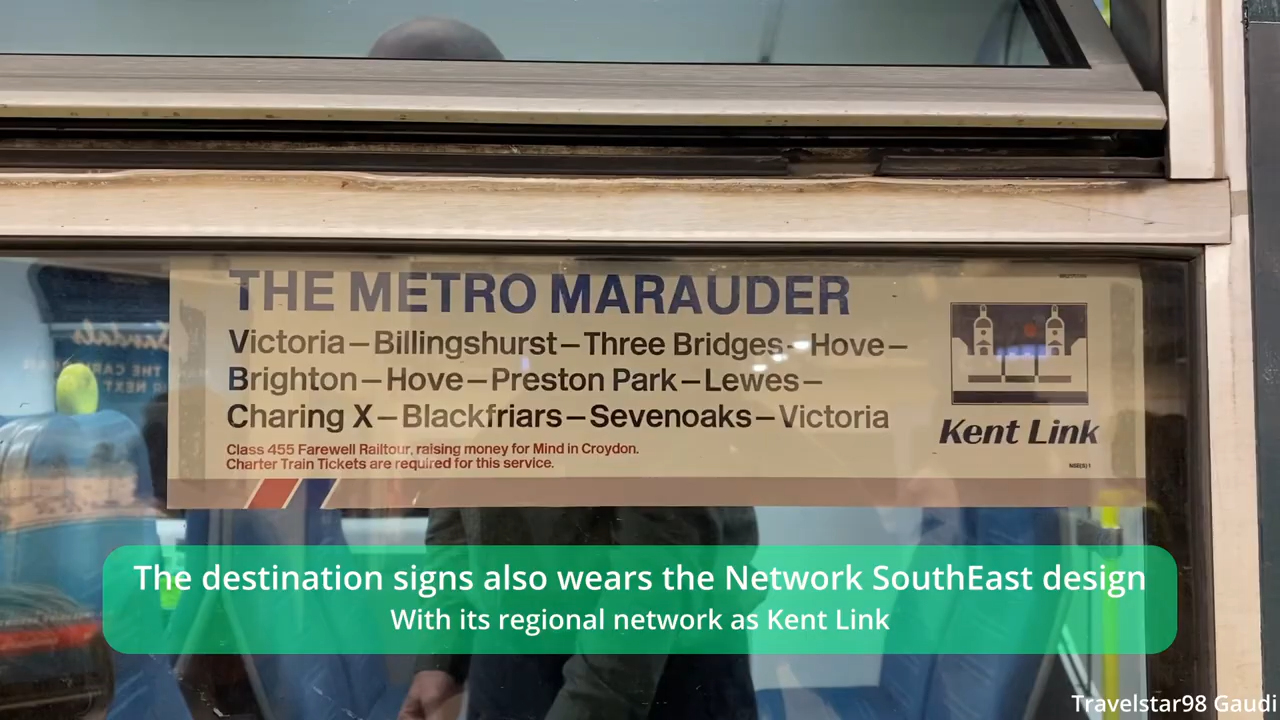 THE METRO MARAUDER
Victoria – Billingshurst – Three Bridges - Hove –
Brighton – Hove – Preston Park – Lewes –
Charing X – Blackfriars – Sevenoaks – Victoria
Class 455 Farewell Railtour, raising money for Mind in Croydon.
Charter Train Tickets are required for this service.
Kent Link
NSE(S) 1
The destination signs also wears the Network SouthEast design
With its regional network as Kent Link
Travelstar98 Gaudi